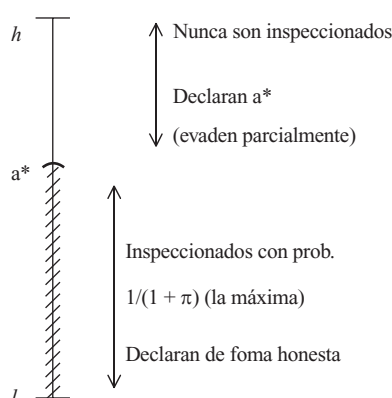 h
Nunca son inspeccionados
Declaran a*
(evaden parcialmente)
a*
Inspeccionados con prob.
1/(1 + π) (la máxima)
Declaran de foma honesta
l